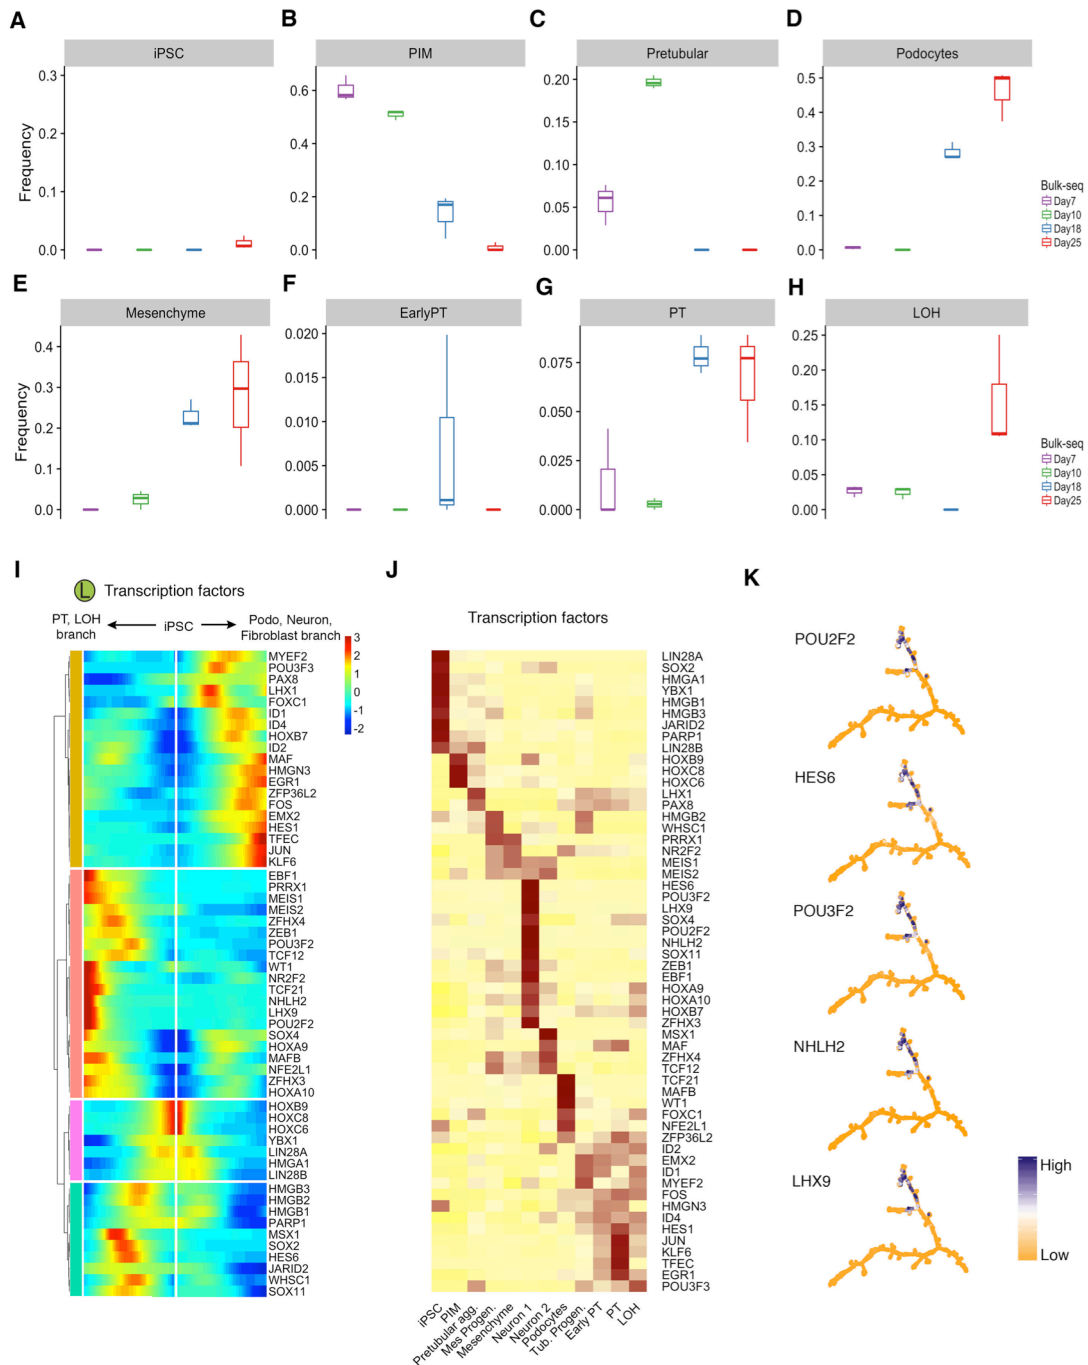 A
B
C
D
iPSC
PIM
Pretubular
Podocytes
Frequency
0.3
0.2
0.1
0.0
0.6
0.4
0.2
0.0
0.20
0.15
0.10
0.05
0.00
0.5
0.4
0.3
0.2
0.1
0.0
Bulk-seq
Day7
Day10
Day18
Day25
E
F
G
H
Mesenchyme
EarlyPT
PT
LOH
Frequency
0.4
0.3
0.2
0.1
0.0
0.020
0.015
0.010
0.005
0.000
0.075
0.050
0.025
0.000
0.25
0.20
0.15
0.10
0.05
0.00
Bulk-seq
Day7
Day10
Day18
Day25
I
L Transcription factors
PT, LOH
branch
iPSC
Podo, Neuron,
Fibroblast branch
3
2
1
0
-1
-2
MYEF2
POU3F3
PAX8
LHX1
FOXC1
ID1
ID4
HOXB7
ID2
MAF
HMGN3
EGR1
ZFP36L2
FOS
EMX2
HES1
TFEC
JUN
KLF6
EBF1
PRRX1
MEIS1
MEIS2
ZFHX4
ZEB1
POU3F2
TCF12
WT1
NR2F2
TCF21
NHLH2
LHX9
POU2F2
SOX4
HOXA9
MAFB
NFE2L1
ZFHX3
HOXA10
HOXB9
HOXC8
HOXC6
YBX1
LIN28A
HMGA1
LIN28B
HMGB3
HMGB2
HMGB1
PARP1
MSX1
SOX2
HES6
JARID2
WHSC1
SOX11
J
Transcription factors
LIN28A
SOX2
HMGA1
YBX1
HMGB1
HMGB3
JARID2
PARP1
LIN28B
HOXB9
HOXC8
HOXC6
LHX1
PAX8
HMGB2
WHSC1
PRRX1
NR2F2
MEIS1
MEIS2
HES6
POU3F2
LHX9
SOX4
POU2F2
NHLH2
SOX11
ZEB1
EBF1
HOXA9
HOXA10
HOXB7
ZFHX3
MSX1
MAF
ZFHX4
TCF12
TCF21
MAFB
WT1
FOXC1
NFE2L1
ZFP36L2
ID2
EMX2
ID1
MYEF2
FOS
HMGN3
ID4
HES1
JUN
KLF6
TFEC
EGR1
POU3F3
iPSC
PIM
Pretubular agg.
Mes Progen.
Mesenchyme
Neuron 1
Neuron 2
Podocytes
Tub. Progen.
Early PT
PT
LOH
K
POU2F2
HES6
POU3F2
NHLH2
LHX9
High
Low